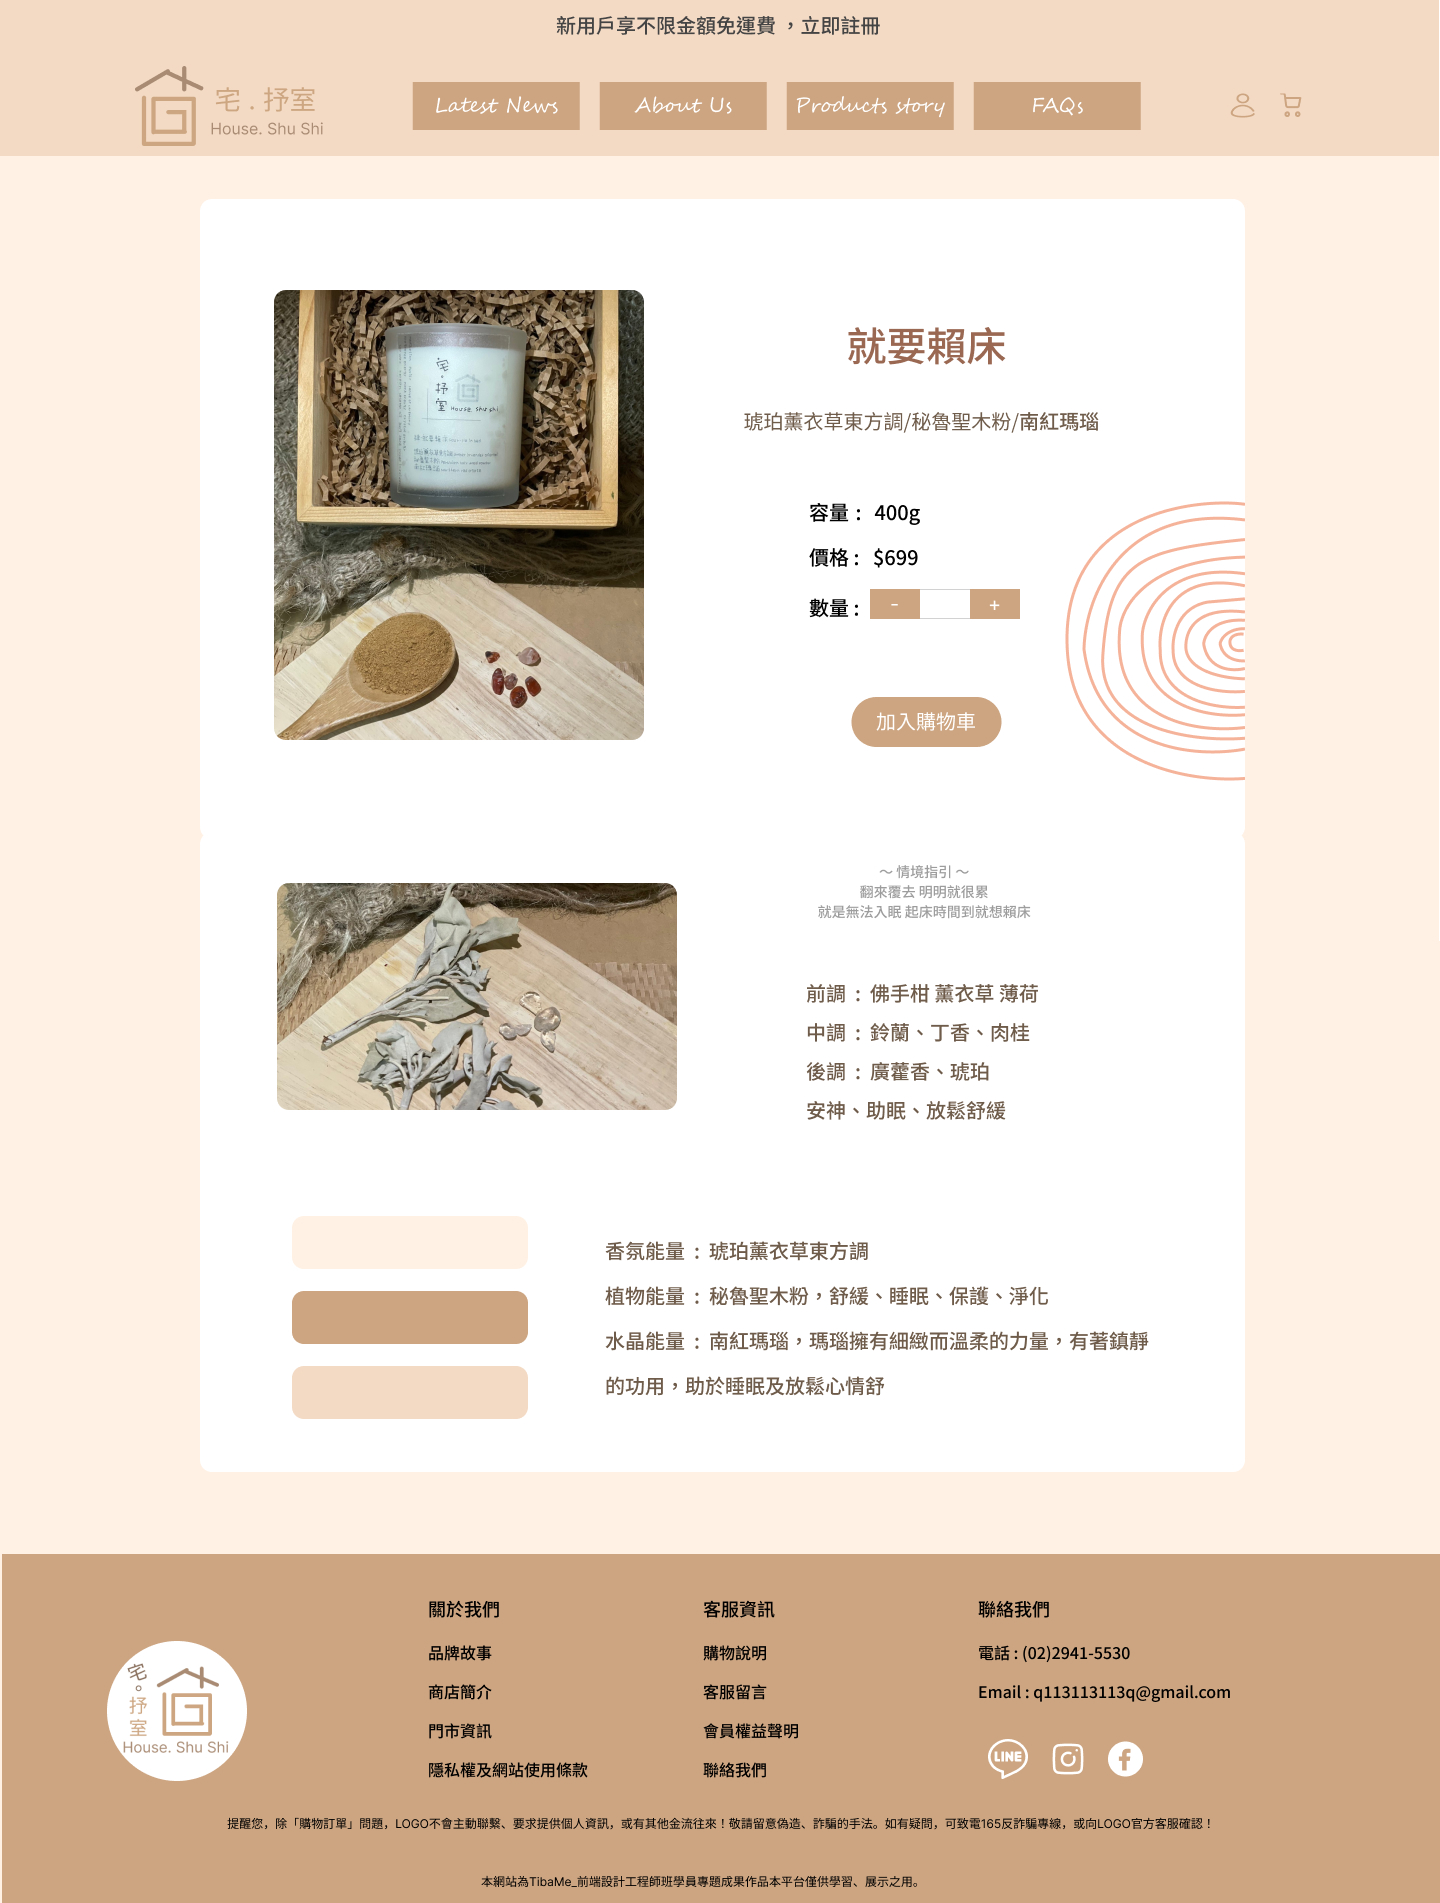 新用戶享不限金額免運費 ，立即註冊
宅 . 抒室
House. Shu Shi
Latest News
About Us
Products story
FAQs
宅。抒室
House. Shu Shi
就要賴床
琥珀薰衣草東方調/秘魯聖木粉/南紅瑪瑙
容量 : 400g
價格 : $699
數量 :
-
+
加入購物車
～ 情境指引 ～
翻來覆去 明明就很累
就是無法入眠 起床時間到就想賴床
前調 : 佛手柑 薰衣草 薄荷
中調 : 鈴蘭、丁香、肉桂
後調 : 廣藿香、琥珀
安神、助眠、放鬆舒緩
香氛能量 : 琥珀薰衣草東方調
植物能量 : 秘魯聖木粉，舒緩、睡眠、保護、淨化
水晶能量 : 南紅瑪瑙，瑪瑙擁有細緻而溫柔的力量，有著鎮靜
的功用，助於睡眠及放鬆心情舒
宅。抒室
House. Shu Shi
關於我們
品牌故事
商店簡介
門市資訊
隱私權及網站使用條款
客服資訊
購物說明
客服留言
會員權益聲明
聯絡我們
聯絡我們
電話 : (02)2941-5530
Email : q113113113q@gmail.com
LINE
提醒您，除「購物訂單」問題，LOGO不會主動聯繫、要求提供個人資訊，或有其他金流往來！敬請留意偽造、詐騙的手法。如有疑問，可致電165反詐騙專線，或向LOGO官方客服確認！
本網站為TibaMe_前端設計工程師班學員專題成果作品本平台僅供學習、展示之用。